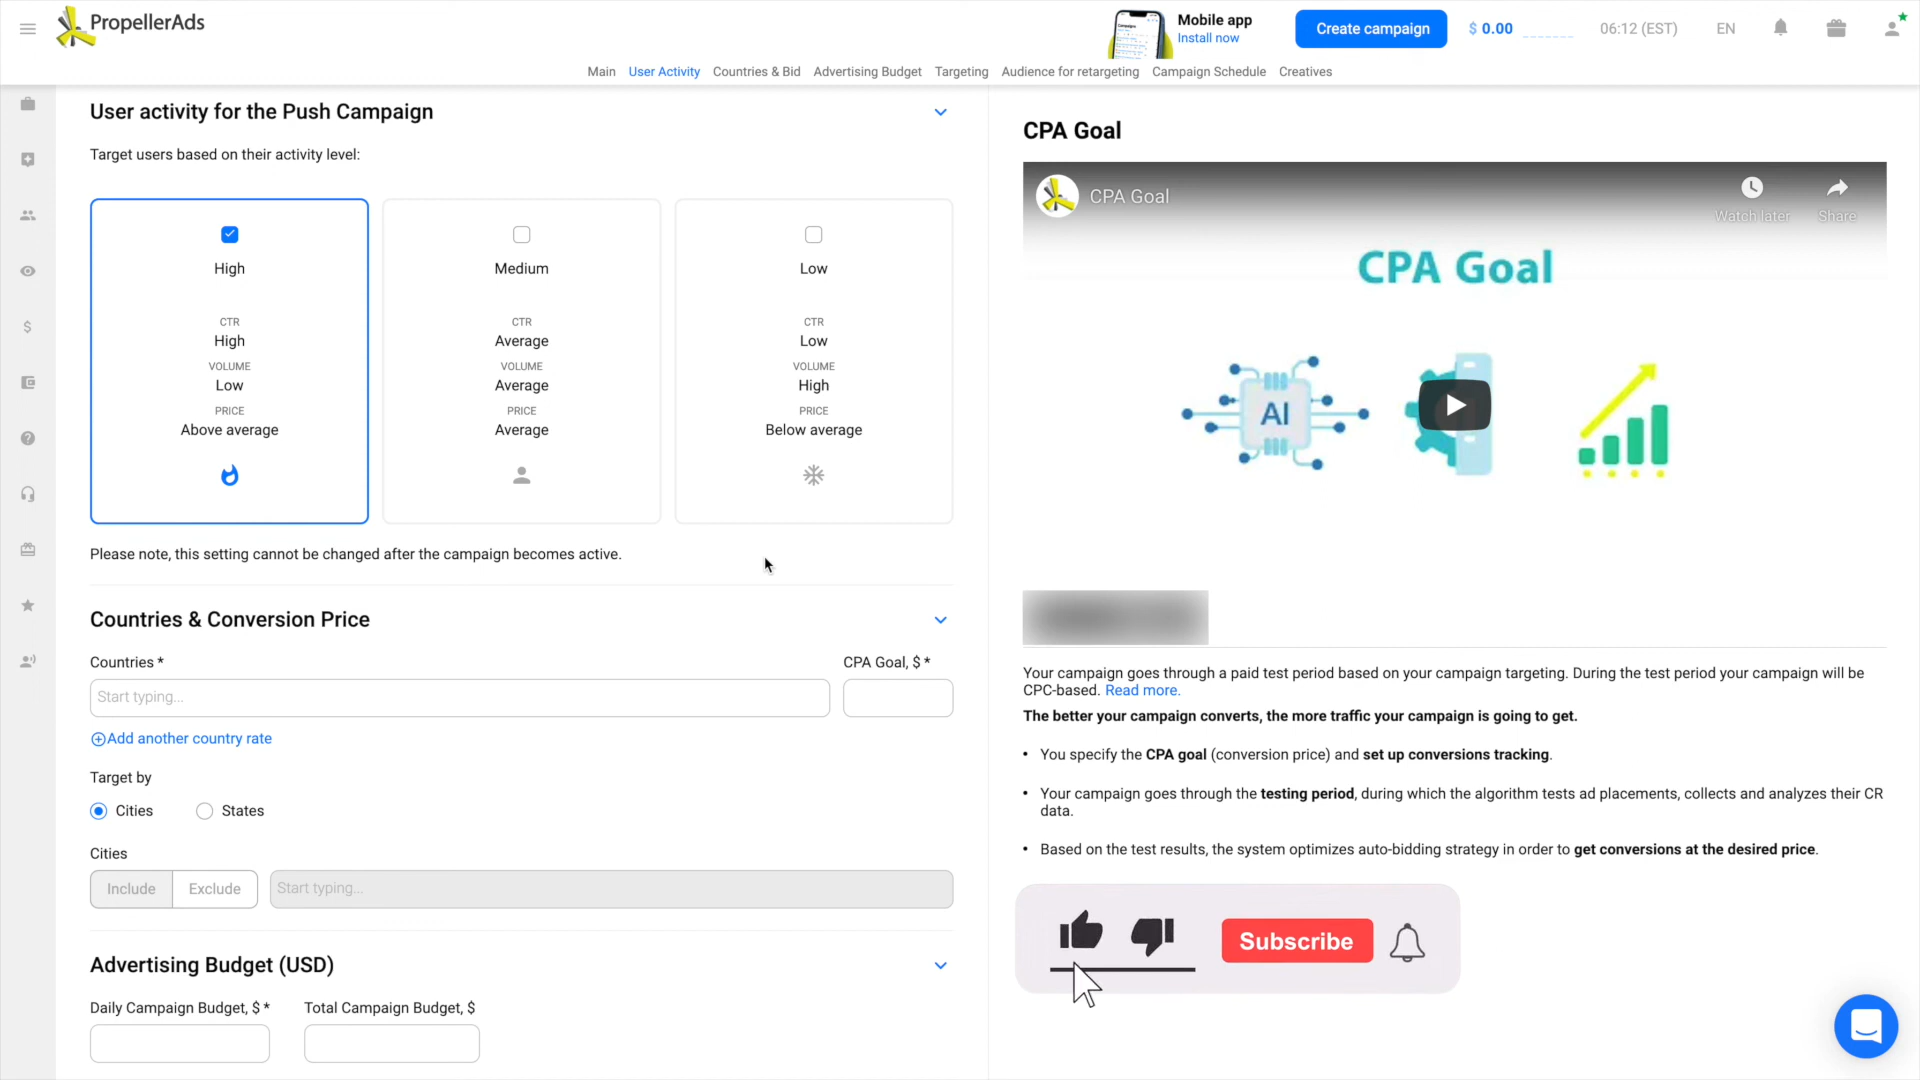 PropellerAds
Mobile app
Install now
Create campaign
$ 0.00
06:12 (EST)
EN
Main
User Activity
Countries & Bid
Advertising Budget
Targeting
Audience for retargeting
Campaign Schedule
Creatives
User activity for the Push Campaign
Target users based on their activity level:
High
CTR
High
VOLUME
Low
PRICE
Above average
Medium
CTR
Average
VOLUME
Average
PRICE
Average
Low
CTR
Low
VOLUME
High
PRICE
Below average
Please note, this setting cannot be changed after the campaign becomes active.
Countries & Conversion Price
Countries *
CPA Goal, $ *
Start typing...
Add another country rate
Target by
Cities
States
Cities
Include
Exclude
Start typing...
Advertising Budget (USD)
Daily Campaign Budget, $ *
Total Campaign Budget, $
CPA Goal
CPA Goal
Watch later
Share
CPA Goal
AI
Your campaign goes through a paid test period based on your campaign targeting. During the test period your campaign will be
CPC-based. Read more.
The better your campaign converts, the more traffic your campaign is going to get.
• You specify the CPA goal (conversion price) and set up conversions tracking.
• Your campaign goes through the testing period, during which the algorithm tests ad placements, collects and analyzes their CR
data.
• Based on the test results, the system optimizes auto-bidding strategy in order to get conversions at the desired price.
Subscribe